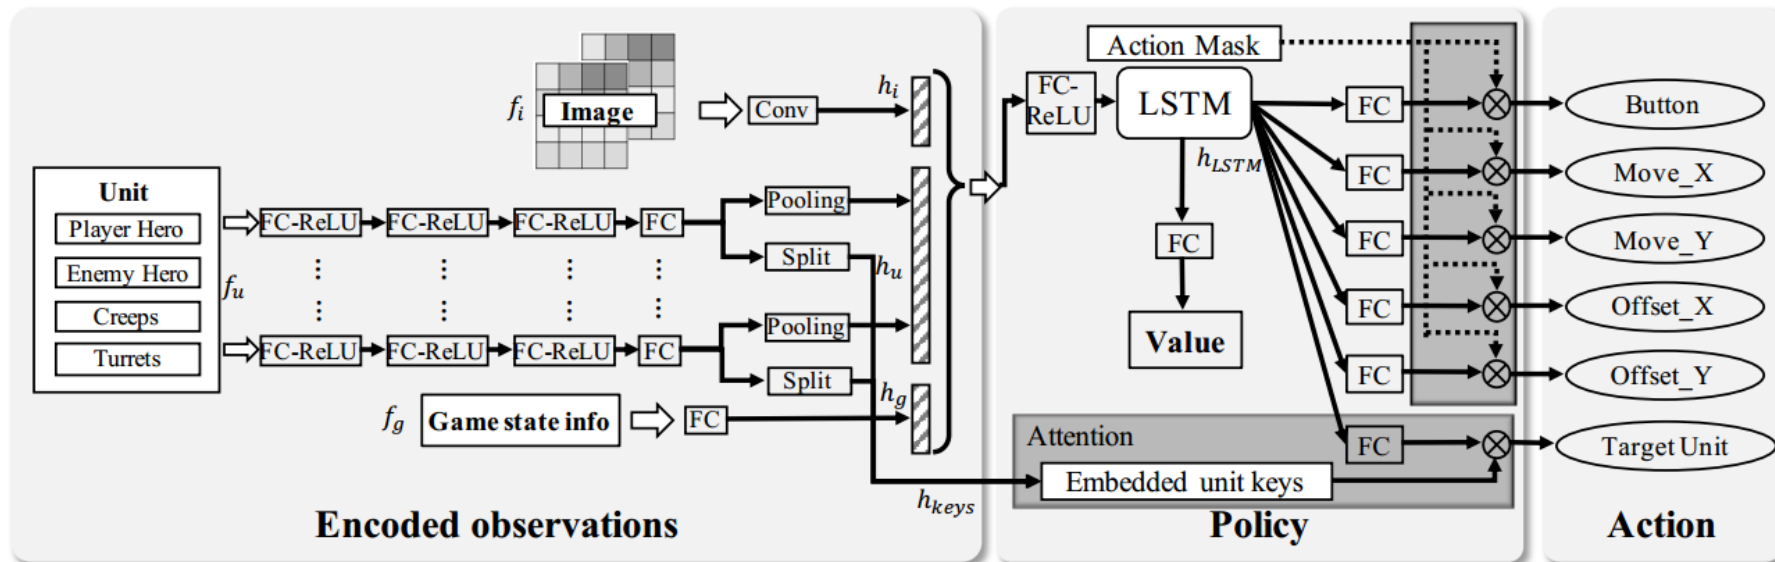 f_i
Image
Conv
h_i
Unit
Player Hero
Enemy Hero
Creeps
Turrets
f_u
FC-ReLU
FC-ReLU
FC-ReLU
FC
Pooling
Split
h_u
FC-ReLU
FC-ReLU
FC-ReLU
FC
Pooling
Split
f_g
Game state info
FC
h_g
h_keys
Encoded observations
Action Mask
FC-
ReLU
LSTM
h_LSTM
FC
Value
FC
FC
FC
FC
FC
Attention
FC
Embedded unit keys
Policy
Button
Move_X
Move_Y
Offset_X
Offset_Y
Target Unit
Action